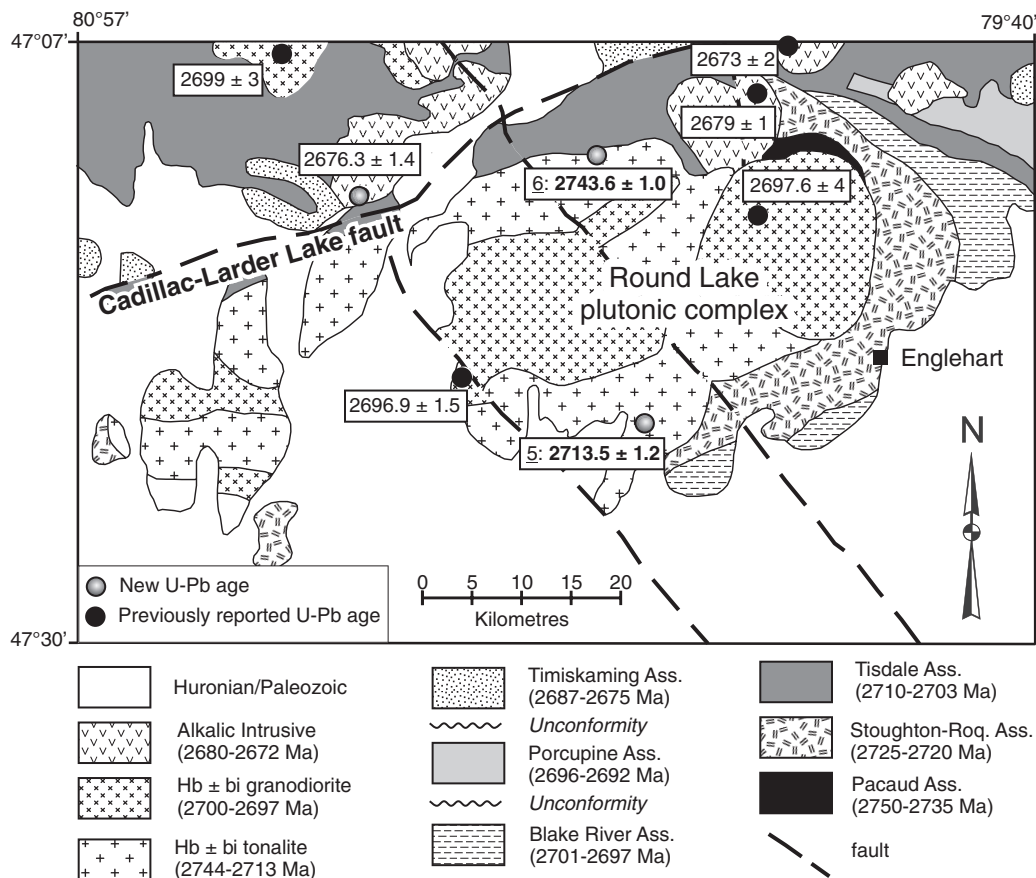 80°57'
79°40'
47°07'
2699 ± 3
2673 ± 2
2679 ± 1
2676.3 ± 1.4
6: 2743.6 ± 1.0
2697.6 ± 4
Cadillac-Larder Lake fault
Round Lake
plutonic complex
Englehart
2696.9 ± 1.5
5: 2713.5 ± 1.2
N
New U-Pb age
Previously reported U-Pb age
0 5 10 15 20
Kilometres
47°30'
Huronian/Paleozoic
Alkalic Intrusive
(2680-2672 Ma)
Hb ± bi granodiorite
(2700-2697 Ma)
Hb ± bi tonalite
(2744-2713 Ma)
Timiskaming Ass.
(2687-2675 Ma)
Unconformity
Porcupine Ass.
(2696-2692 Ma)
Unconformity
Blake River Ass.
(2701-2697 Ma)
Tisdale Ass.
(2710-2703 Ma)
Stoughton-Roq. Ass.
(2725-2720 Ma)
Pacaud Ass.
(2750-2735 Ma)
fault